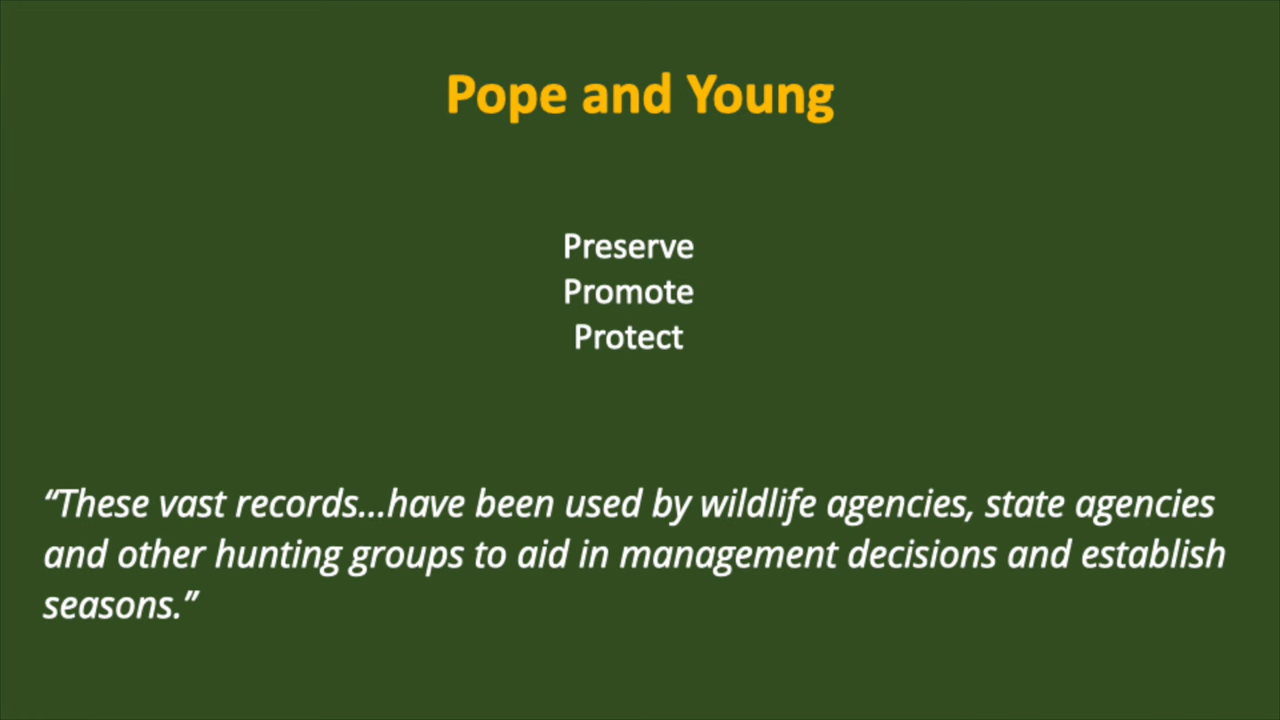 Pope and Young
Preserve
Promote
Protect
“These vast records...have been used by wildlife agencies, state agencies
and other hunting groups to aid in management decisions and establish
seasons.”